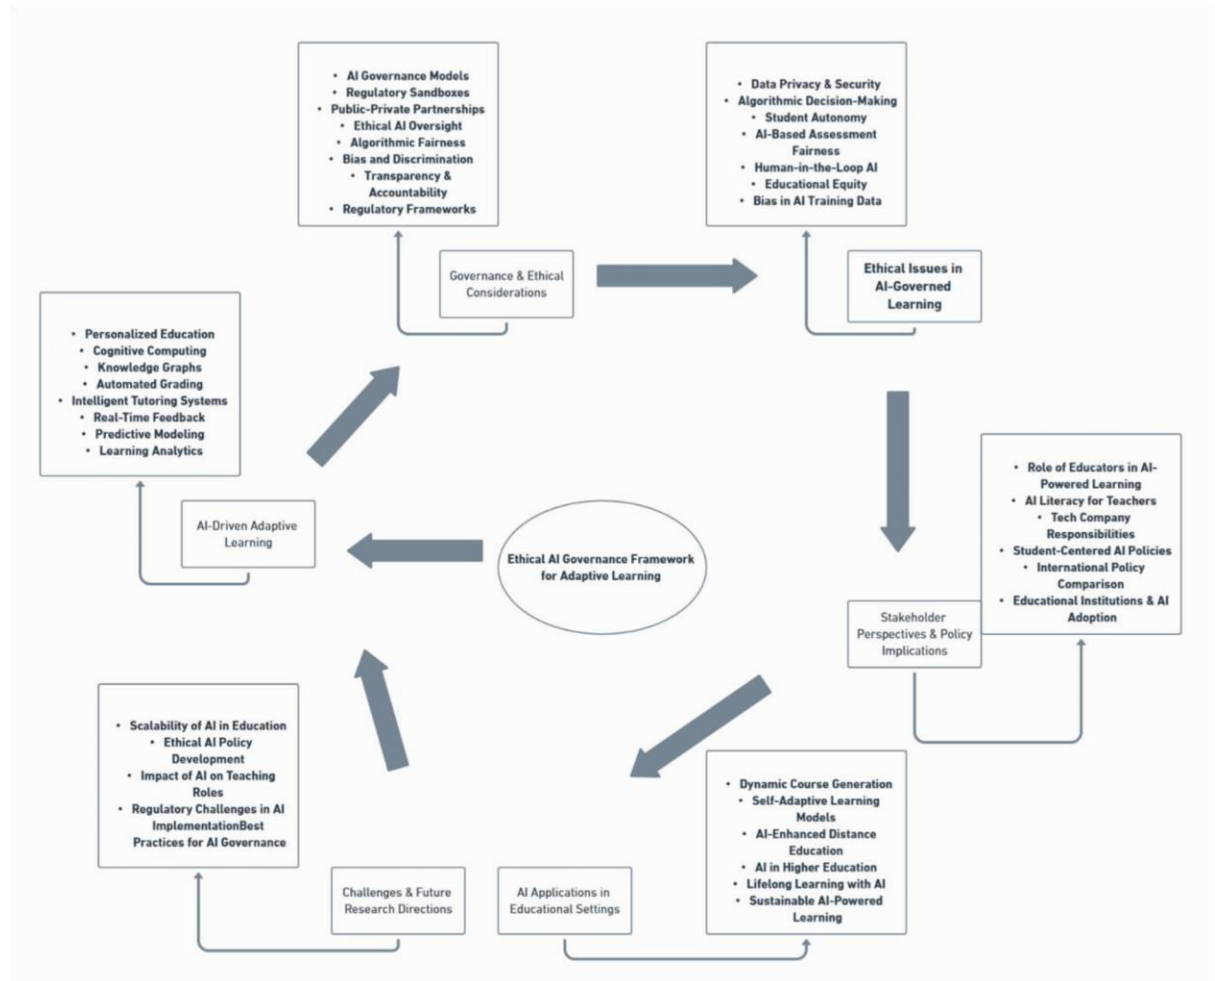 • AI Governance Models
• Regulatory Sandboxes
• Public-Private Partnerships
• Ethical AI Oversight
• Algorithmic Fairness
• Bias and Discrimination
• Transparency &
Accountability
• Regulatory Frameworks
• Data Privacy & Security
• Algorithmic Decision-Making
• Student Autonomy
• AI-Based Assessment
Fairness
• Human-in-the-Loop AI
• Educational Equity
• Bias in AI Training Data
Governance & Ethical
Considerations
Ethical Issues in
AI-Governed
Learning
• Personalized Education
• Cognitive Computing
• Knowledge Graphs
• Automated Grading
• Intelligent Tutoring Systems
• Real-Time Feedback
• Predictive Modeling
• Learning Analytics
• Role of Educators in AI-
Powered Learning
• AI Literacy for Teachers
• Tech Company
Responsibilities
• Student-Centered AI Policies
• International Policy
Comparison
• Educational Institutions & AI
Adoption
AI-Driven Adaptive
Learning
Ethical AI Governance Framework
for Adaptive Learning
Stakeholder
Perspectives & Policy
Implications
• Scalability of AI in Education
• Ethical AI Policy
Development
• Impact of AI on Teaching
Roles
• Regulatory Challenges in AI
ImplementationBest
Practices for AI Governance
• Dynamic Course Generation
• Self-Adaptive Learning
Models
• AI-Enhanced Distance
Education
• AI in Higher Education
• Lifelong Learning with AI
• Sustainable AI-Powered
Learning
Challenges & Future
Research Directions
AI Applications in
Educational Settings